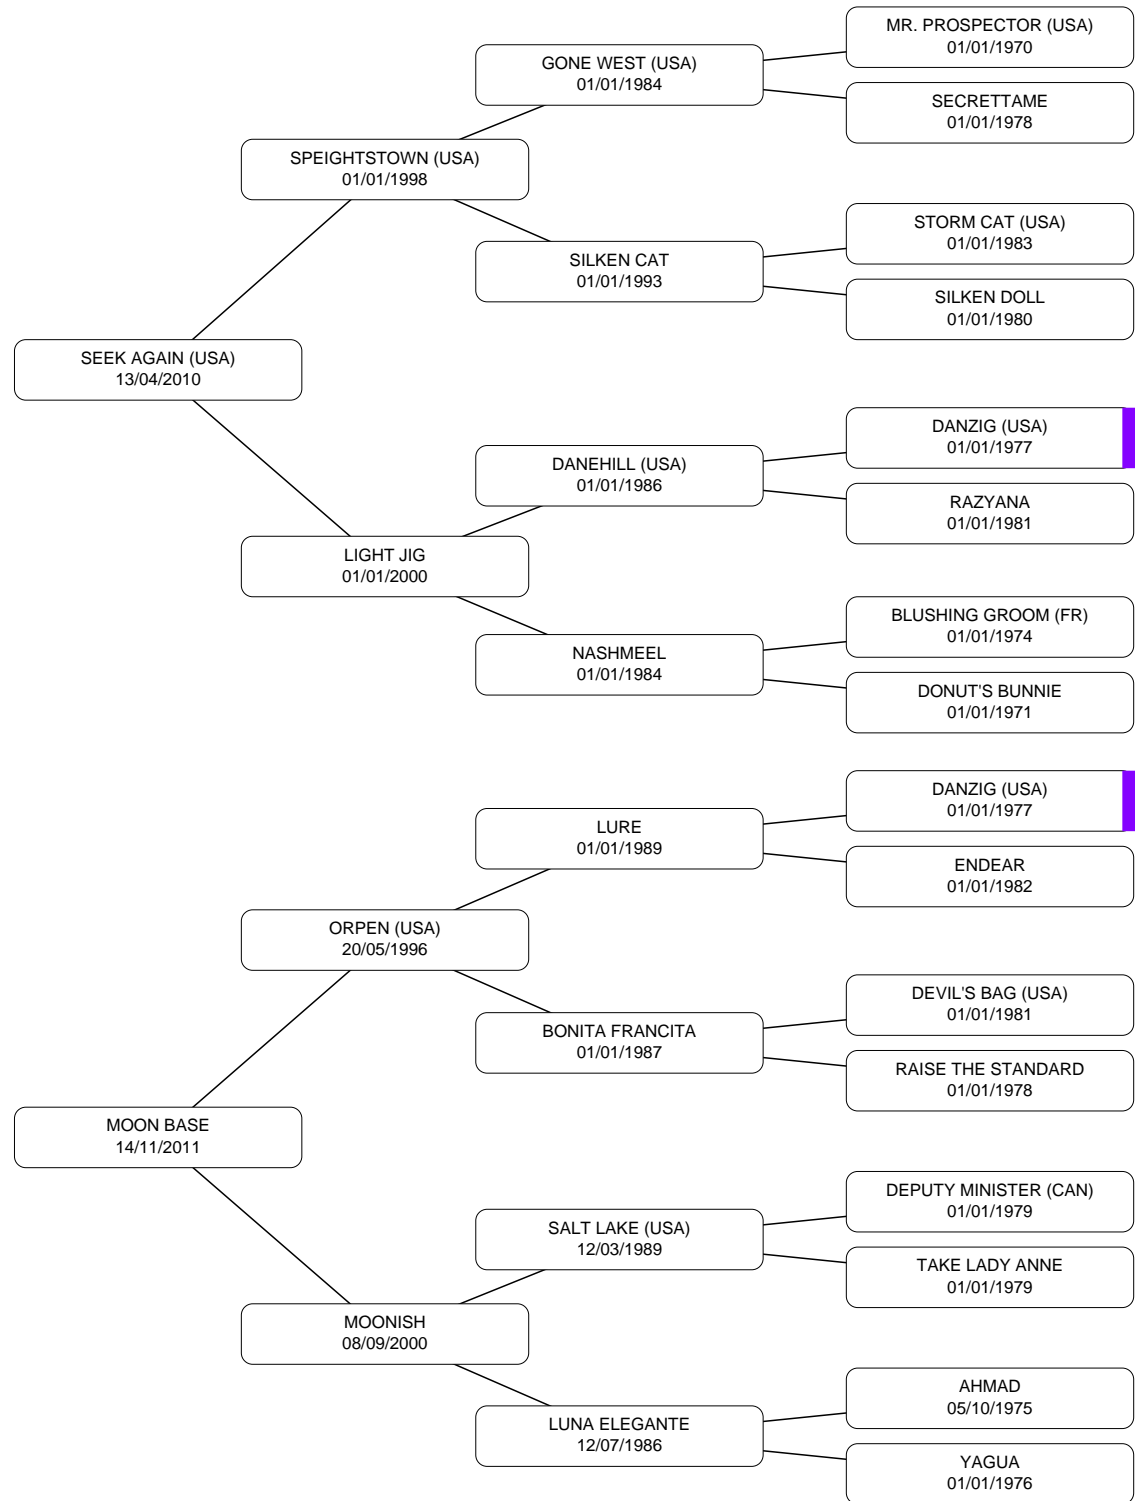 MR. PROSPECTOR (USA)
01/01/1970
GONE WEST (USA)
01/01/1984
SECRETTAME
01/01/1978
SPEIGHTSTOWN (USA)
01/01/1998
STORM CAT (USA)
01/01/1983
SILKEN CAT
01/01/1993
SILKEN DOLL
01/01/1980
SEEK AGAIN (USA)
13/04/2010
DANZIG (USA)
01/01/1977
DANEHILL (USA)
01/01/1986
RAZYANA
01/01/1981
LIGHT JIG
01/01/2000
BLUSHING GROOM (FR)
01/01/1974
NASHMEEL
01/01/1984
DONUT'S BUNNIE
01/01/1971
DANZIG (USA)
01/01/1977
LURE
01/01/1989
ENDEAR
01/01/1982
ORPEN (USA)
20/05/1996
DEVIL'S BAG (USA)
01/01/1981
BONITA FRANCITA
01/01/1987
RAISE THE STANDARD
01/01/1978
MOON BASE
14/11/2011
DEPUTY MINISTER (CAN)
01/01/1979
SALT LAKE (USA)
12/03/1989
TAKE LADY ANNE
01/01/1979
MOONISH
08/09/2000
AHMAD
05/10/1975
LUNA ELEGANTE
12/07/1986
YAGUA
01/01/1976